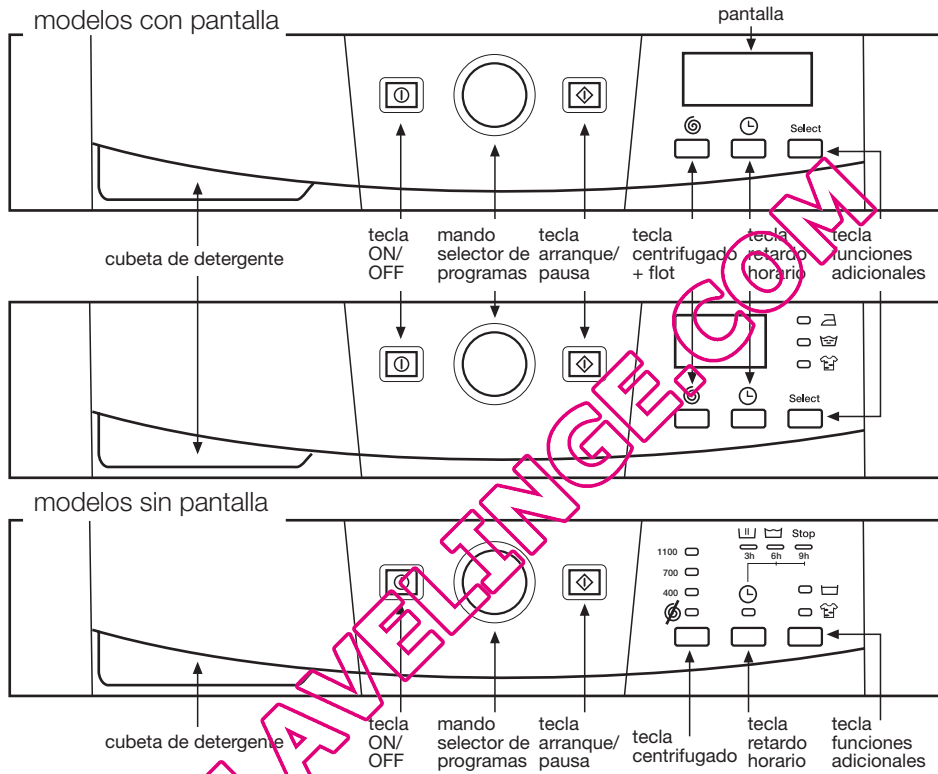 modelos con pantalla
pantalla
Select
cubeta de detergente
tecla
ON/
OFF
mando
selector de
programas
tecla
arranque/
pausa
tecla
centrifugado
+ flot
tecla
retardo
horario
tecla
funciones
adicionales
Select
modelos sin pantalla
Stop
3h 6h 9h
1100
700
400
cubeta de detergente
tecla
ON/
OFF
mando
selector de
programas
tecla
arranque/
pausa
tecla
centrifugado
tecla
retardo
horario
tecla
funciones
adicionales
LAVELINGE.COM